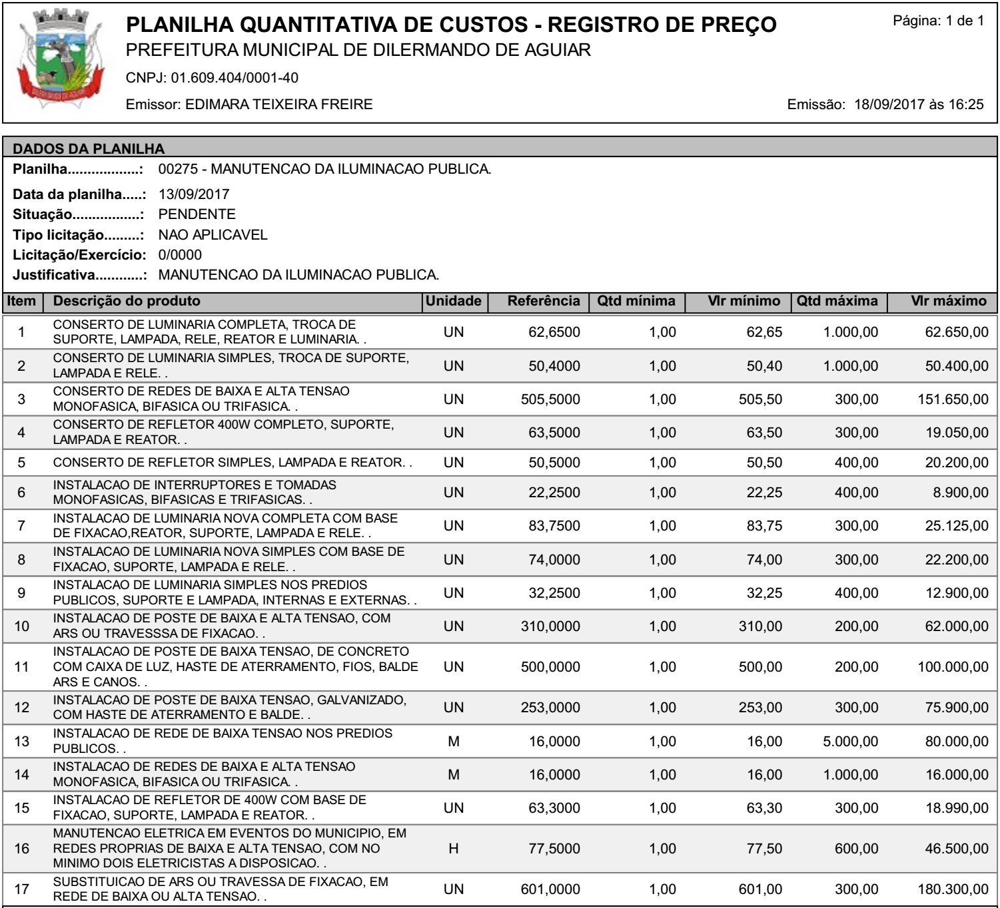 PLANILHA QUANTITATIVA DE CUSTOS - REGISTRO DE PREÇO
Página: 1 de 1
PREFEITURA MUNICIPAL DE DILERMANDO DE AGUIAR
CNPJ: 01.609.404/0001-40
Emissor: EDIMARA TEIXEIRA FREIRE
Emissão: 18/09/2017 às 16:25
DILERMANDO DE AGUIAR
DADOS DA PLANILHA
Planilha..................: 00275 - MANUTENCAO DA ILUMINACAO PUBLICA.
Data da planilha.....: 13/09/2017
Situação.................: PENDENTE
Tipo licitação.........: NAO APLICAVEL
Licitação/Exercício: 0/0000
Justificativa............: MANUTENCAO DA ILUMINACAO PUBLICA.
Item Descrição do produto Unidade Referência Qtd mínima Vlr mínimo Qtd máxima Vlr máximo
1 CONSERTO DE LUMINARIA COMPLETA, TROCA DE
SUPORTE, LAMPADA, RELE, REATOR E LUMINARIA. . UN 62,6500 1,00 62,65 1.000,00 62.650,00
2 CONSERTO DE LUMINARIA SIMPLES, TROCA DE SUPORTE,
LAMPADA E RELE. . UN 50,4000 1,00 50,40 1.000,00 50.400,00
3 CONSERTO DE REDES DE BAIXA E ALTA TENSAO
MONOFASICA, BIFASICA OU TRIFASICA. . UN 505,5000 1,00 505,50 300,00 151.650,00
4 CONSERTO DE REFLETOR 400W COMPLETO, SUPORTE,
LAMPADA E REATOR. . UN 63,5000 1,00 63,50 300,00 19.050,00
5 CONSERTO DE REFLETOR SIMPLES, LAMPADA E REATOR. . UN 50,5000 1,00 50,50 400,00 20.200,00
6 INSTALACAO DE INTERRUPTORES E TOMADAS
MONOFASICAS, BIFASICAS E TRIFASICAS. . UN 22,2500 1,00 22,25 400,00 8.900,00
7 INSTALACAO DE LUMINARIA NOVA COMPLETA COM BASE
DE FIXACAO,REATOR, SUPORTE, LAMPADA E RELE. . UN 83,7500 1,00 83,75 300,00 25.125,00
8 INSTALACAO DE LUMINARIA NOVA SIMPLES COM BASE DE
FIXACAO, SUPORTE, LAMPADA E RELE. . UN 74,0000 1,00 74,00 300,00 22.200,00
9 INSTALACAO DE LUMINARIA SIMPLES NOS PREDIOS
PUBLICOS, SUPORTE E LAMPADA, INTERNAS E EXTERNAS. . UN 32,2500 1,00 32,25 400,00 12.900,00
10 INSTALACAO DE POSTE DE BAIXA E ALTA TENSAO, COM
ARS OU TRAVESSSA DE FIXACAO. . UN 310,0000 1,00 310,00 200,00 62.000,00
11 INSTALACAO DE POSTE DE BAIXA TENSAO, DE CONCRETO
COM CAIXA DE LUZ, HASTE DE ATERRAMENTO, FIOS, BALDE UN 500,0000 1,00 500,00 200,00 100.000,00
ARS E CANOS. .
12 INSTALACAO DE POSTE DE BAIXA TENSAO, GALVANIZADO,
COM HASTE DE ATERRAMENTO E BALDE. . UN 253,0000 1,00 253,00 300,00 75.900,00
13 INSTALACAO DE REDE DE BAIXA TENSAO NOS PREDIOS
PUBLICOS. . M 16,0000 1,00 16,00 5.000,00 80.000,00
14 INSTALACAO DE REDES DE BAIXA E ALTA TENSAO
MONOFASICA, BIFASICA OU TRIFASICA. . M 16,0000 1,00 16,00 1.000,00 16.000,00
15 INSTALACAO DE REFLETOR DE 400W COM BASE DE
FIXACAO, SUPORTE, LAMPADA E REATOR. . UN 63,3000 1,00 63,30 300,00 18.990,00
16 MANUTENCAO ELETRICA EM EVENTOS DO MUNICIPIO, EM
REDES PROPRIAS DE BAIXA E ALTA TENSAO, COM NO H 77,5000 1,00 77,50 600,00 46.500,00
MINIMO DOIS ELETRICISTAS A DISPOSICAO. .
17 SUBSTITUICAO DE ARS OU TRAVESSA DE FIXACAO, EM
REDE DE BAIXA OU ALTA TENSAO. . UN 601,0000 1,00 601,00 300,00 180.300,00